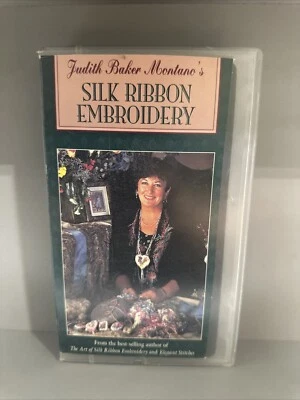 Judith Baker Montano's
SILK RIBBON
EMBROIDERY
From the best-selling author of
The Art of Silk Ribbon Embroidery and Elegant Stitches